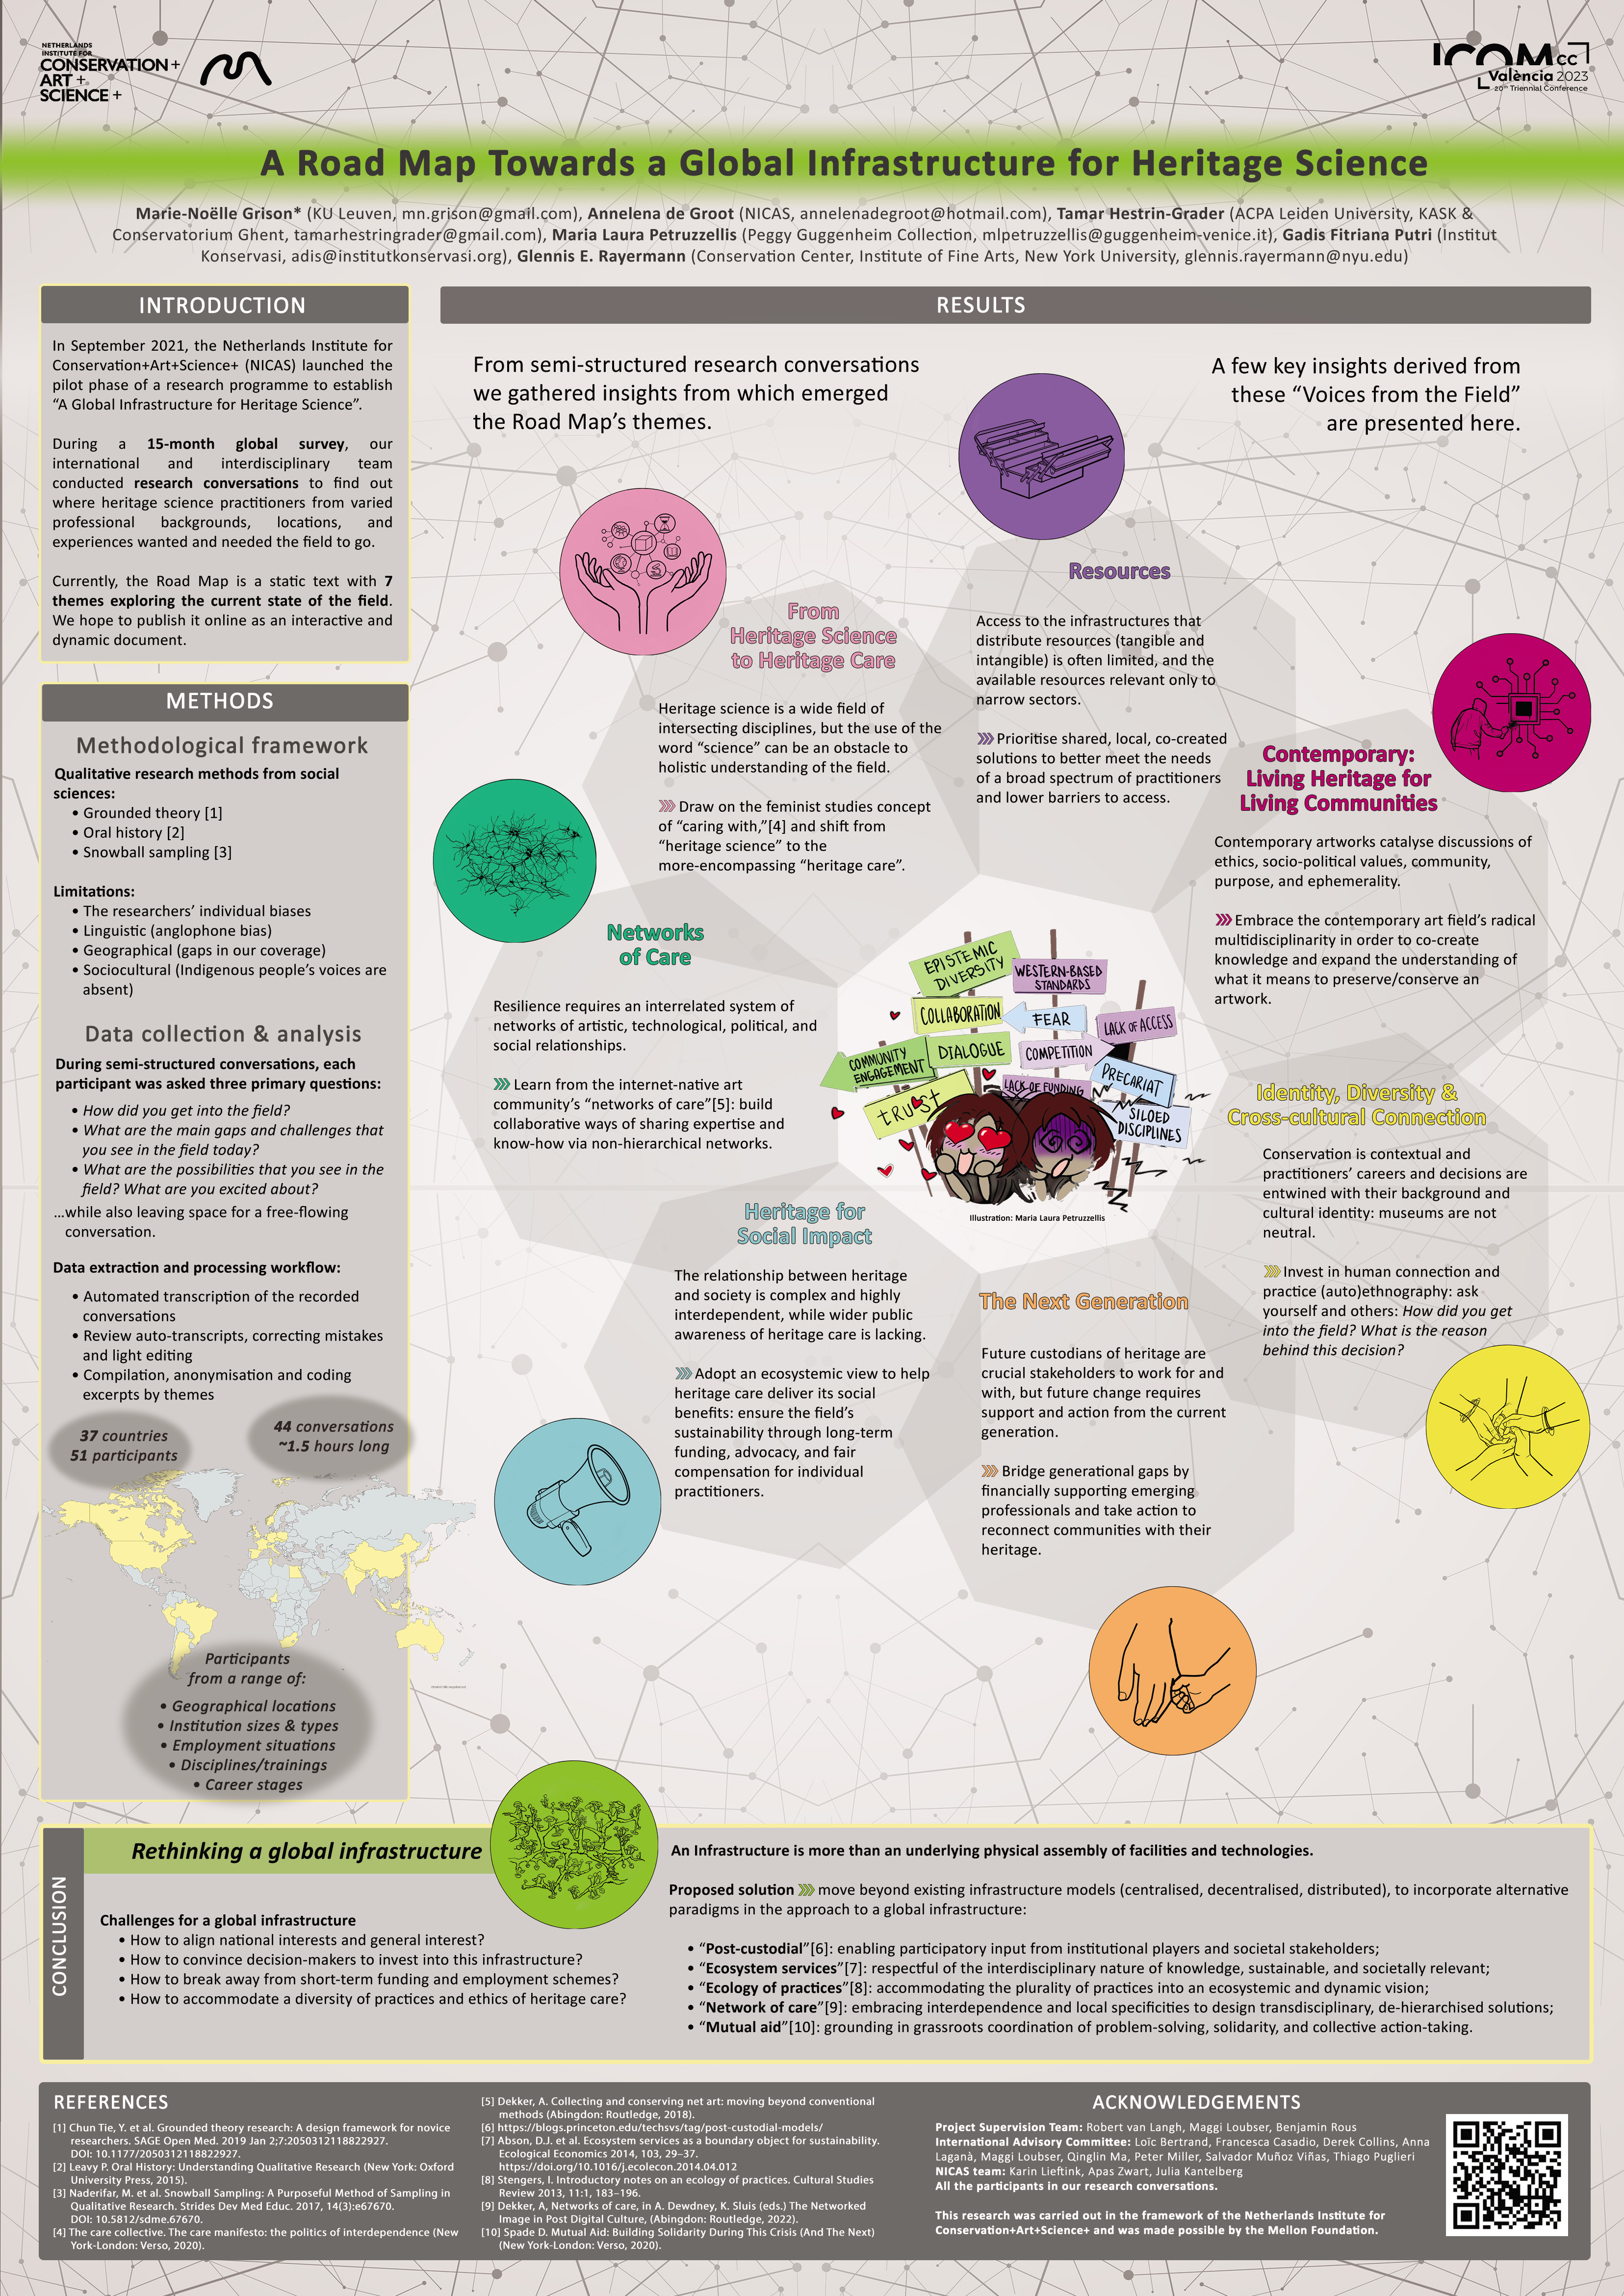 NETHERLANDS
INSTITUTE FOR
CONSERVATION+
ART+
SCIENCE+
ICOMcc
València 2023
20th Triennial Conference
A Road Map Towards a Global Infrastructure for Heritage Science
Marie-Noëlle Grison* (KU Leuven, mn.grison@gmail.com), Annelena de Groot (NICAS, annelenadegroot@hotmail.com), Tamar Hestrin-Grader (ACPA Leiden University, KASK &
Conservatorium Ghent, tamarhestringrader@gmail.com), Maria Laura Petruzzellis (Peggy Guggenheim Collection, mlpetruzzellis@guggenheim-venice.it), Gadis Fitriana Putri (Institut
Konservasi, adis@institutkonservasi.org), Glennis E. Rayermann (Conservation Center, Institute of Fine Arts, New York University, glennis.rayermann@nyu.edu)
INTRODUCTION
In September 2021, the Netherlands Institute for
Conservation+Art+Science+ (NICAS) launched the
pilot phase of a research programme to establish
“A Global Infrastructure for Heritage Science”.
During a 15-month global survey, our
international and interdisciplinary team
conducted research conversations to find out
where heritage science practitioners from varied
professional backgrounds, locations, and
experiences wanted and needed the field to go.
Currently, the Road Map is a static text with 7
themes exploring the current state of the field.
We hope to publish it online as an interactive and
dynamic document.
METHODS
Methodological framework
Qualitative research methods from social
sciences:
• Grounded theory [1]
• Oral history [2]
• Snowball sampling [3]
Limitations:
• The researchers’ individual biases
• Linguistic (anglophone bias)
• Geographical (gaps in our coverage)
• Sociocultural (Indigenous people’s voices are
absent)
Data collection & analysis
During semi-structured conversations, each
participant was asked three primary questions:
• How did you get into the field?
• What are the main gaps and challenges that
you see in the field today?
• What are the possibilities that you see in the
field? What are you excited about?
...while also leaving space for a free-flowing
conversation.
Data extraction and processing workflow:
• Automated transcription of the recorded
conversations
• Review auto-transcripts, correcting mistakes
and light editing
• Compilation, anonymisation and coding
excerpts by themes
37 countries
51 participants
44 conversations
~1.5 hours long
Participants
from a range of:
• Geographical locations
• Institution sizes & types
• Employment situations
• Disciplines/trainings
• Career stages
RESULTS
From semi-structured research conversations
we gathered insights from which emerged
the Road Map’s themes.
A few key insights derived from
these “Voices from the Field”
are presented here.
From
Heritage Science
to Heritage Care
Heritage science is a wide field of
intersecting disciplines, but the use of the
word “science” can be an obstacle to
holistic understanding of the field.
Draw on the feminist studies concept
of “caring with,”[4] and shift from
“heritage science” to the
more-encompassing “heritage care”.
Resources
Access to the infrastructures that
distribute resources (tangible and
intangible) is often limited, and the
available resources relevant only to
narrow sectors.
Prioritise shared, local, co-created
solutions to better meet the needs
of a broad spectrum of practitioners
and lower barriers to access.
Contemporary:
Living Heritage for
Living Communities
Contemporary artworks catalyse discussions of
ethics, socio-political values, community,
purpose, and ephemerality.
Embrace the contemporary art field’s radical
multidisciplinarity in order to co-create
knowledge and expand the understanding of
what it means to preserve/conserve an
artwork.
Networks
of Care
Resilience requires an interrelated system of
networks of artistic, technological, political, and
social relationships.
Learn from the internet-native art
community’s “networks of care”[5]: build
collaborative ways of sharing expertise and
know-how via non-hierarchical networks.
EPISTEMIC
DIVERSITY
WESTERN-BASED
STANDARDS
COLLABORATION
FEAR
LACK OF ACCESS
COMMUNITY
ENGAGEMENT
DIALOGUE
COMPETITION
PRECARIAT
LACK OF FUNDING
TRUST
SILOED
DISCIPLINES
Illustration: Maria Laura Petruzzellis
Identity, Diversity &
Cross-cultural Connection
Conservation is contextual and
practitioners’ careers and decisions are
entwined with their background and
cultural identity: museums are not
neutral.
Invest in human connection and
practice (auto)ethnography: ask
yourself and others: How did you get
into the field? What is the reason
behind this decision?
Heritage for
Social Impact
The relationship between heritage
and society is complex and highly
interdependent, while wider public
awareness of heritage care is lacking.
Adopt an ecosystemic view to help
heritage care deliver its social
benefits: ensure the field’s
sustainability through long-term
funding, advocacy, and fair
compensation for individual
practitioners.
The Next Generation
Future custodians of heritage are
crucial stakeholders to work for and
with, but future change requires
support and action from the current
generation.
Bridge generational gaps by
financially supporting emerging
professionals and take action to
reconnect communities with their
heritage.
CONCLUSION
Rethinking a global infrastructure
Challenges for a global infrastructure
• How to align national interests and general interest?
• How to convince decision-makers to invest into this infrastructure?
• How to break away from short-term funding and employment schemes?
• How to accommodate a diversity of practices and ethics of heritage care?
An Infrastructure is more than an underlying physical assembly of facilities and technologies.
Proposed solution move beyond existing infrastructure models (centralised, decentralised, distributed), to incorporate alternative
paradigms in the approach to a global infrastructure:
• “Post-custodial”[6]: enabling participatory input from institutional players and societal stakeholders;
• “Ecosystem services”[7]: respectful of the interdisciplinary nature of knowledge, sustainable, and societally relevant;
• “Ecology of practices”[8]: accommodating the plurality of practices into an ecosystemic and dynamic vision;
• “Network of care”[9]: embracing interdependence and local specificities to design transdisciplinary, de-hierarchised solutions;
• “Mutual aid”[10]: grounding in grassroots coordination of problem-solving, solidarity, and collective action-taking.
REFERENCES
[1] Chun Tie, Y. et al. Grounded theory research: A design framework for novice
researchers. SAGE Open Med. 2019 Jan 2;7:2050312118822927.
DOI: 10.1177/2050312118822927.
[2] Leavy P. Oral History: Understanding Qualitative Research (New York: Oxford
University Press, 2015).
[3] Naderifar, M. et al. Snowball Sampling: A Purposeful Method of Sampling in
Qualitative Research. Strides Dev Med Educ. 2017, 14(3):e67670.
DOI: 10.5812/sdme.67670.
[4] The care collective. The care manifesto: the politics of interdependence (New
York-London: Verso, 2020).
[5] Dekker, A. Collecting and conserving net art: moving beyond conventional
methods (Abingdon: Routledge, 2018).
[6] https://blogs.princeton.edu/techsvs/tag/post-custodial-models/
[7] Abson, D.J. et al. Ecosystem services as a boundary object for sustainability.
Ecological Economics 2014, 103, 29–37.
https://doi.org/10.1016/j.ecolecon.2014.04.012
[8] Stengers, I. Introductory notes on an ecology of practices. Cultural Studies
Review 2013, 11:1, 183–196.
[9] Dekker, A, Networks of care, in A. Dewdney, K. Sluis (eds.) The Networked
Image in Post Digital Culture, (Abingdon: Routledge, 2022).
[10] Spade D. Mutual Aid: Building Solidarity During This Crisis (And The Next)
(New York-London: Verso, 2020).
ACKNOWLEDGEMENTS
Project Supervision Team: Robert van Langh, Maggi Loubser, Benjamin Rous
International Advisory Committee: Loïc Bertrand, Francesca Casadio, Derek Collins, Anna
Laganà, Maggi Loubser, Qinglin Ma, Peter Miller, Salvador Muñoz Viñas, Thiago Puglieri
NICAS team: Karin Lieftink, Apas Zwart, Julia Kantelberg
All the participants in our research conversations.
This research was carried out in the framework of the Netherlands Institute for
Conservation+Art+Science+ and was made possible by the Mellon Foundation.